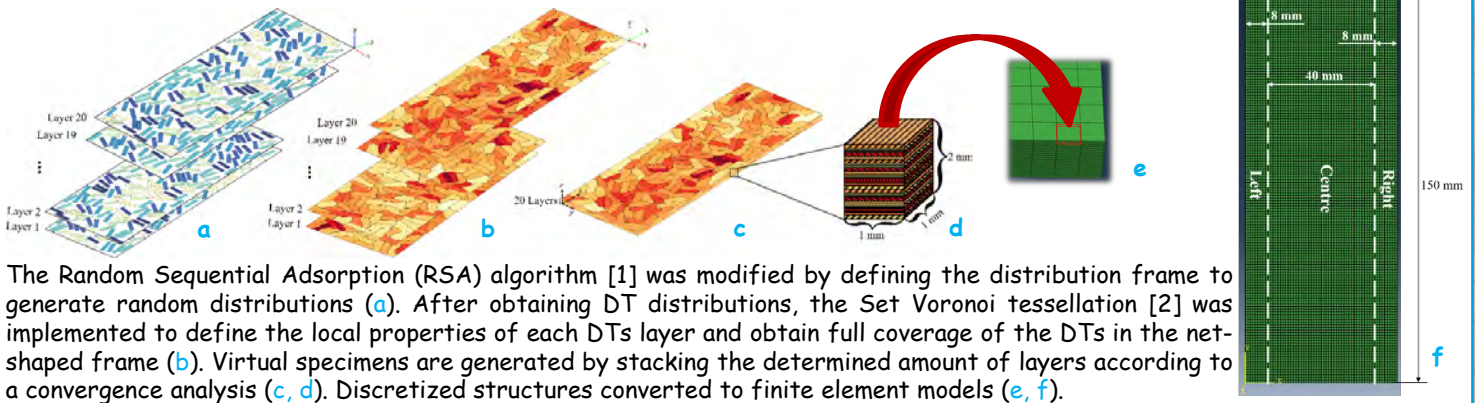 Layer 20
Layer 19
⋮
Layer 2
Layer 1
a
Layer 20
Layer 19
⋮
Layer 2
Layer 1
b
20 Layers
c
2 mm
1 mm
1 mm
d
e
8 mm
8 mm
40 mm
Left
Centre
Right
150 mm
f
The Random Sequential Adsorption (RSA) algorithm [1] was modified by defining the distribution frame to
generate random distributions (a). After obtaining DT distributions, the Set Voronoi tessellation [2] was
implemented to define the local properties of each DTs layer and obtain full coverage of the DTs in the net-
shaped frame (b). Virtual specimens are generated by stacking the determined amount of layers according to
a convergence analysis (c, d). Discretized structures converted to finite element models (e, f).